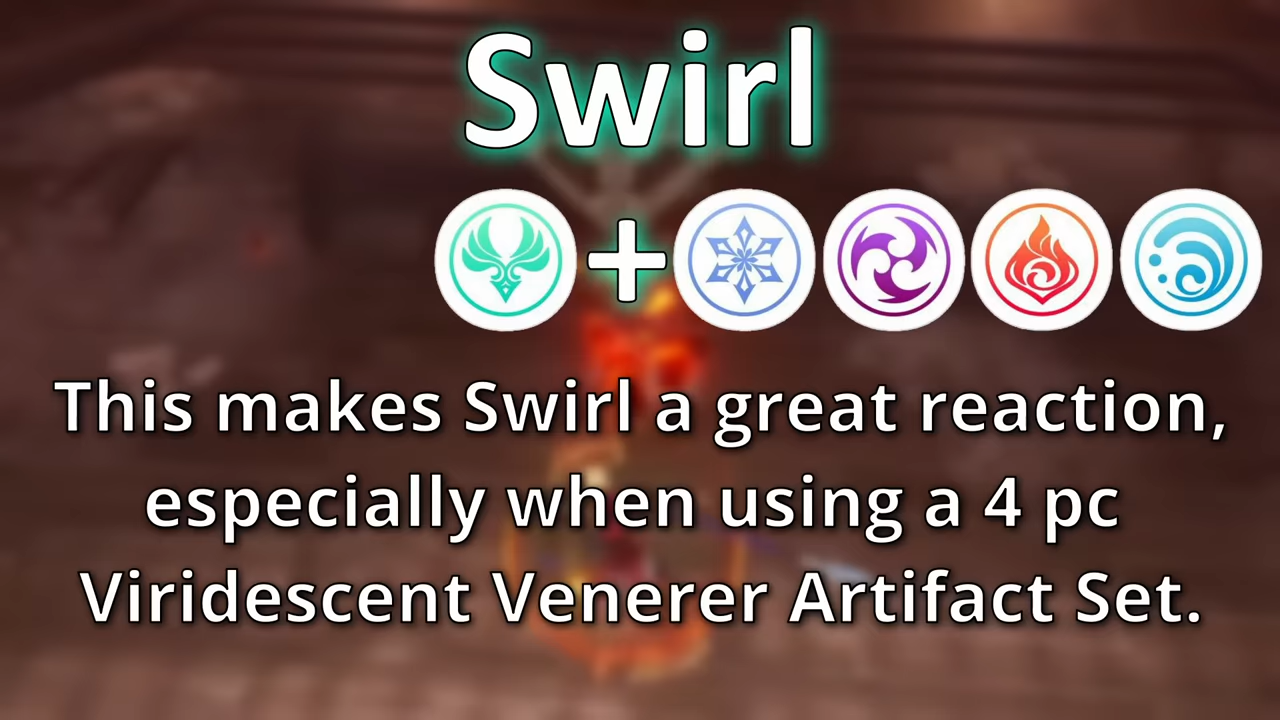 Swirl
+
This makes Swirl a great reaction,
especially when using a 4 pc
Viridescent Venerer Artifact Set.